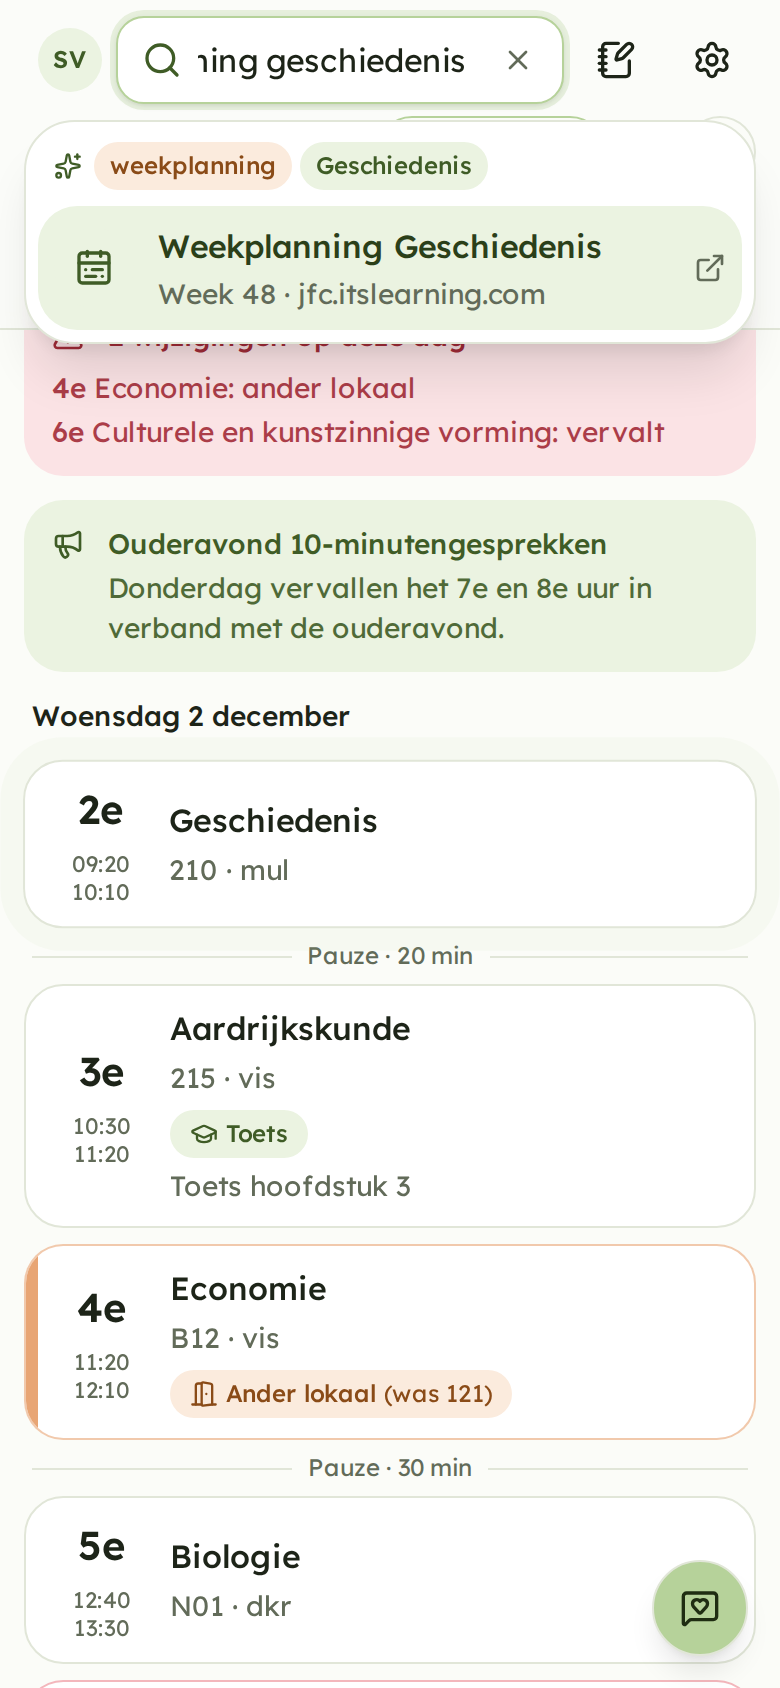 SV
ning geschiedenis
weekplanning
Geschiedenis
Weekplanning Geschiedenis
Week 48 · jfc.itslearning.com
op deze dag
4e Economie: ander lokaal
6e Culturele en kunstzinnige vorming: vervalt
Ouderavond 10-minutengesprekken
Donderdag vervallen het 7e en 8e uur in
verband met de ouderavond.
Woensdag 2 december
2e
09:20
10:10
Geschiedenis
210 · mul
Pauze · 20 min
3e
10:30
11:20
Aardrijkskunde
215 · vis
Toets
Toets hoofdstuk 3
4e
11:20
12:10
Economie
B12 · vis
Ander lokaal (was 121)
Pauze · 30 min
5e
12:40
13:30
Biologie
N01 · dkr